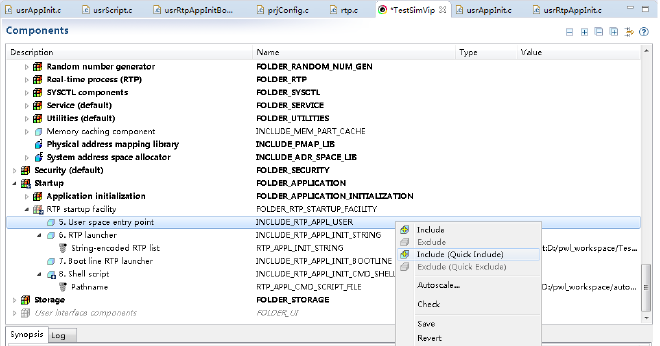 usrAppInit.c usrScript.c usrRtpAppInitBo... prjConfig.c rtp.c *TestSimVip usrAppInit.c usrRtpAppInit.c
Components
Description Name Type Value
Random number generator FOLDER_RANDOM_NUM_GEN
Real-time process (RTP) FOLDER_RTP
SYSCTL components FOLDER_SYSCTL
Service (default) FOLDER_SERVICE
Utilities (default) FOLDER_UTILITIES
Memory caching component INCLUDE_MEM_PART_CACHE
Physical address mapping library INCLUDE_PMAP_LIB
System address space allocator INCLUDE_ADR_SPACE_LIB
Security (default) FOLDER_SECURITY
Startup FOLDER_APPLICATION
Application initialization FOLDER_APPLICATION_INITIALIZATION
RTP startup facility FOLDER_RTP_STARTUP_FACILITY
5. User space entry point INCLUDE_RTP_APPL_USER
6. RTP launcher INCLUDE_RTP_APPL_INIT_STRING
String-encoded RTP list RTP_APPL_INIT_STRING t:D:/pwl_workspace/Tes...
7. Boot line RTP launcher INCLUDE_RTP_APPL_INIT_BOOTLINE
8. Shell script INCLUDE_RTP_APPL_INIT_CMD_SHELL
Pathname RTP_APPL_CMD_SCRIPT_FILE D:/pwl_workspace/auto...
Storage FOLDER_STORAGE
User interface components FOLDER_UI
Include
Exclude
Include (Quick Include)
Exclude (Quick Exclude)
Autoscale...
Check
Save
Revert
Synopsis Log